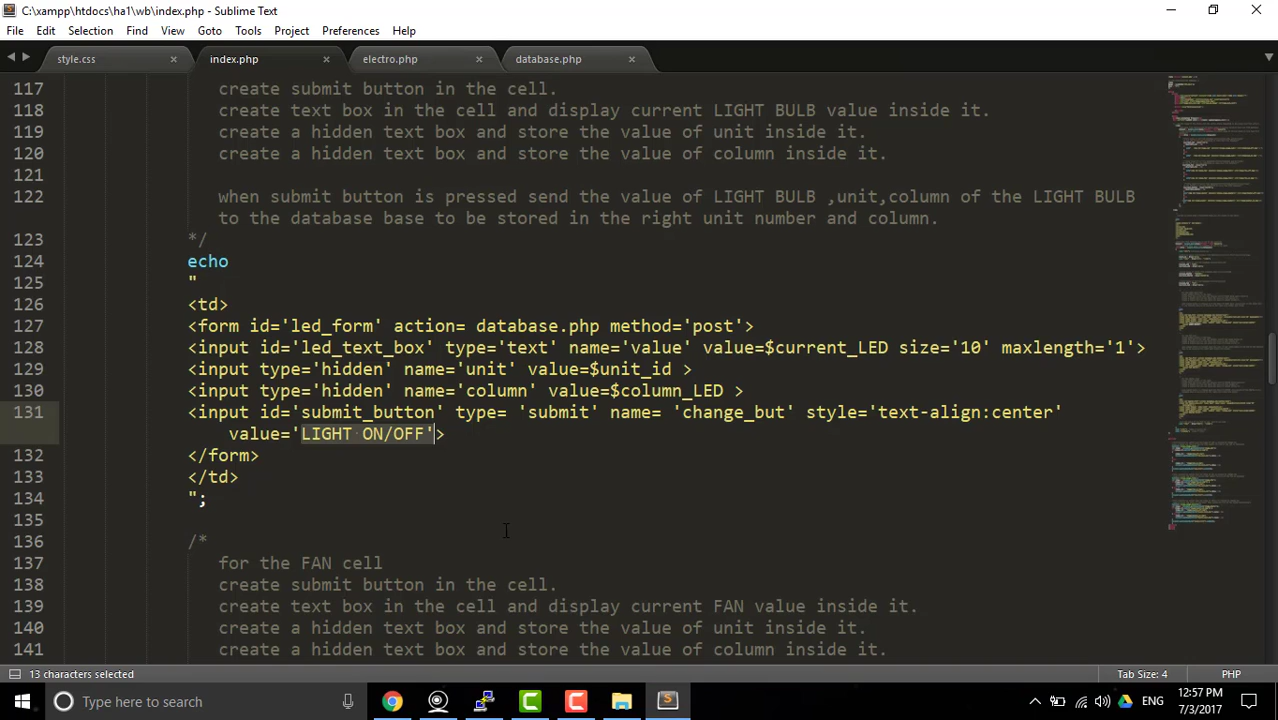 C:\xampp\htdocs\ha1\wb\index.php - Sublime Text
File Edit Selection Find View Goto Tools Project Preferences Help
style.css × index.php × electro.php × database.php ×
117 create submit button in the cell.
118 create text box in the cell and display current LIGHT BULB value inside it.
119 create a hidden text box and store the value of unit inside it.
120 create a hidden text box and store the value of column inside it.
121
122 when submit button is pressed send the value of LIGHT BULB ,unit,column of the LIGHT BULB
to the database base to be stored in the right unit number and column.
123 */
124 echo
125 "
126 <td>
127 <form id='led_form' action= database.php method='post'>
128 <input id='led_text_box' type='text' name='value' value=$current_LED size='10' maxlength='1'>
129 <input type='hidden' name='unit' value=$unit_id >
130 <input type='hidden' name='column' value=$column_LED >
131 <input id='submit_button' type= 'submit' name= 'change_but' style='text-align:center'
value='LIGHT ON/OFF'>
132 </form>
133 </td>
134 ";
135
136 /*
137 for the FAN cell
138 create submit button in the cell.
139 create text box in the cell and display current FAN value inside it.
140 create a hidden text box and store the value of unit inside it.
141 create a hidden text box and store the value of column inside it.
13 characters selected Tab Size: 4 PHP
Type here to search ENG 12:57 PM
7/3/2017